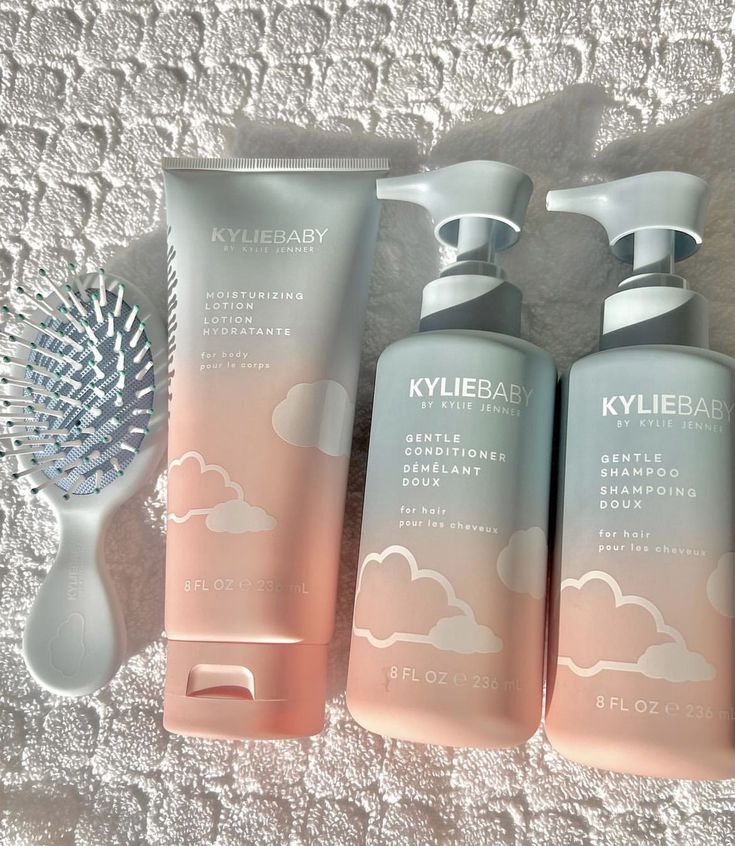 KYLIEBABY
BY KYLIE JENNER
MOISTURIZING
LOTION
LOTION
HYDRATANTE
for body
pour le corps
8 FL OZ e 236 mL
KYLIEBABY
BY KYLIE JENNER
GENTLE
CONDITIONER
DÉMÊLANT
DOUX
for hair
pour les cheveux
8 FL OZ e 236 mL
KYLIEBABY
BY KYLIE JENNER
GENTLE
SHAMPOO
SHAMPOING
DOUX
for hair
pour les cheveux
8 FL OZ e 236 mL